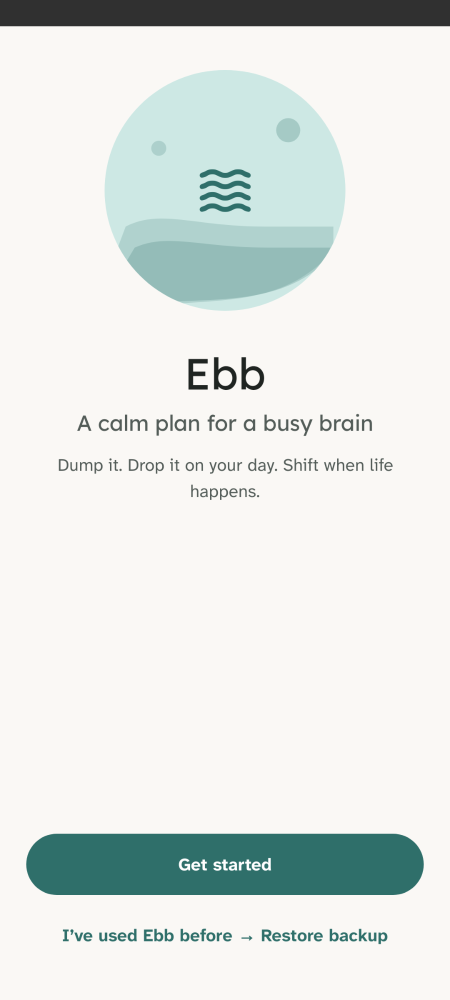 Ebb
A calm plan for a busy brain
Dump it. Drop it on your day. Shift when life
happens.
Get started
I’ve used Ebb before → Restore backup